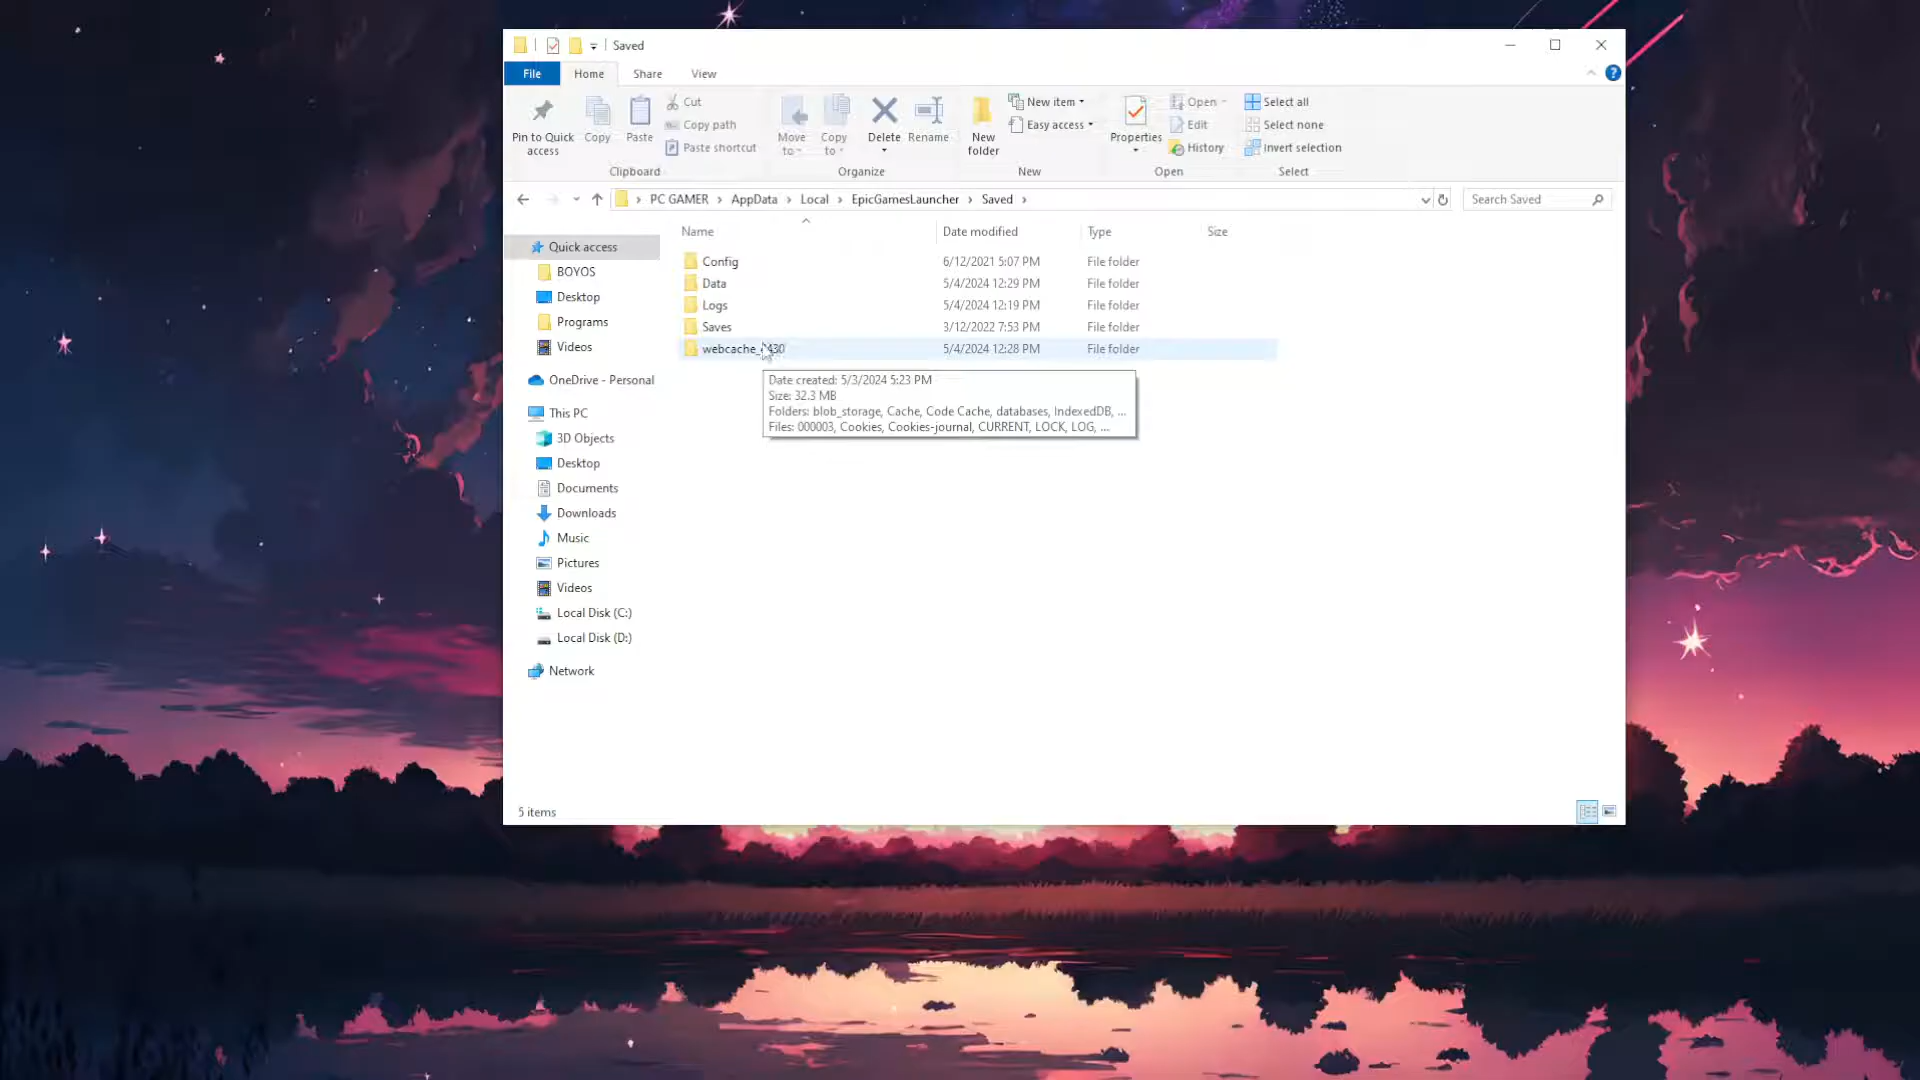 Saved
File Home Share View
Pin to Quick access
Copy
Paste
Cut
Copy path
Paste shortcut
Clipboard
Move to
Copy to
Delete
Rename
Organize
New folder
New item
Easy access
New
Properties
Open
Edit
History
Open
Select all
Select none
Invert selection
Select
PC GAMER › AppData › Local › EpicGamesLauncher › Saved ›
Search Saved
Name Date modified Type Size
Quick access
BOYOS
Desktop
Programs
Videos
OneDrive - Personal
This PC
3D Objects
Desktop
Documents
Downloads
Music
Pictures
Videos
Local Disk (C:)
Local Disk (D:)
Network
Config 6/12/2021 5:07 PM File folder
Data 5/4/2024 12:29 PM File folder
Logs 5/4/2024 12:19 PM File folder
Saves 3/12/2022 7:53 PM File folder
5/4/2024 12:28 PM File folder
Date created: 5/3/2024 5:23 PM
Size: 32.3 MB
Folders: blob_storage, Cache, Code Cache, databases, IndexedDB, ...
Files: 000003, Cookies, Cookies-journal, CURRENT, LOCK, LOG, ...
5 items